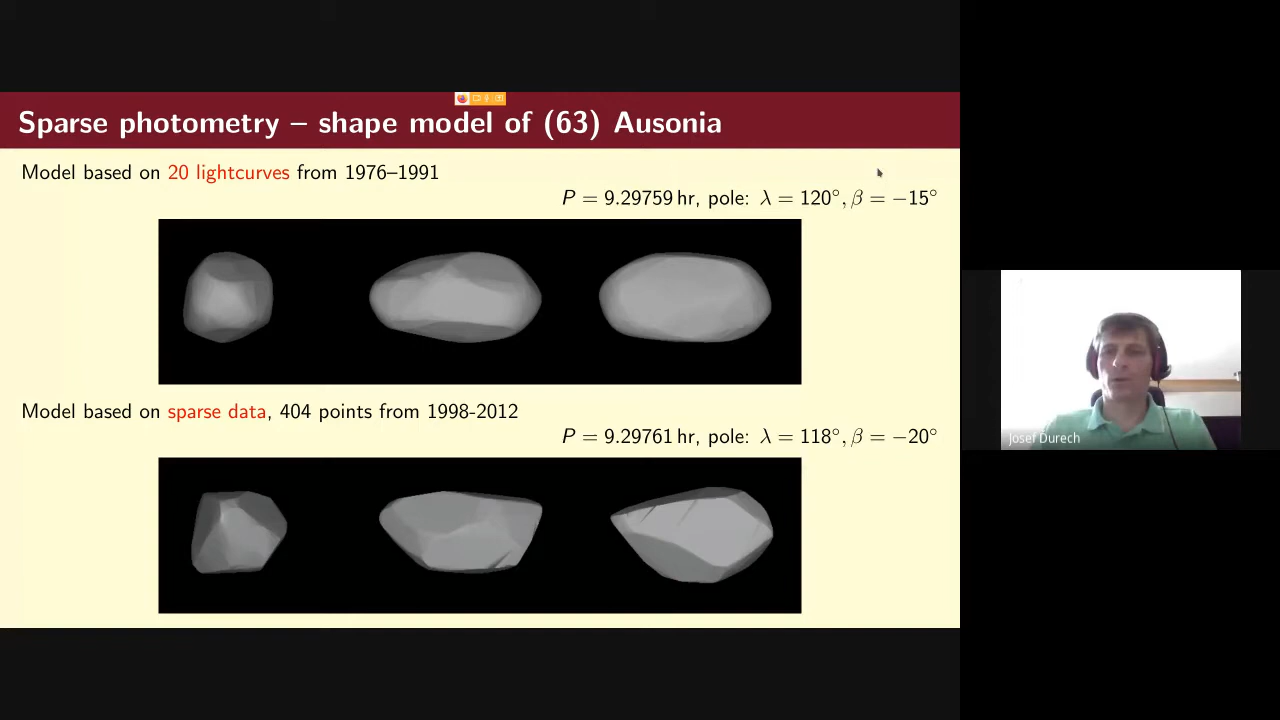 Sparse photometry – shape model of (63) Ausonia
Model based on 20 lightcurves from 1976–1991
P = 9.29759 hr, pole: λ = 120°, β = −15°
Model based on sparse data, 404 points from 1998-2012
P = 9.29761 hr, pole: λ = 118°, β = −20°
Josef Durech